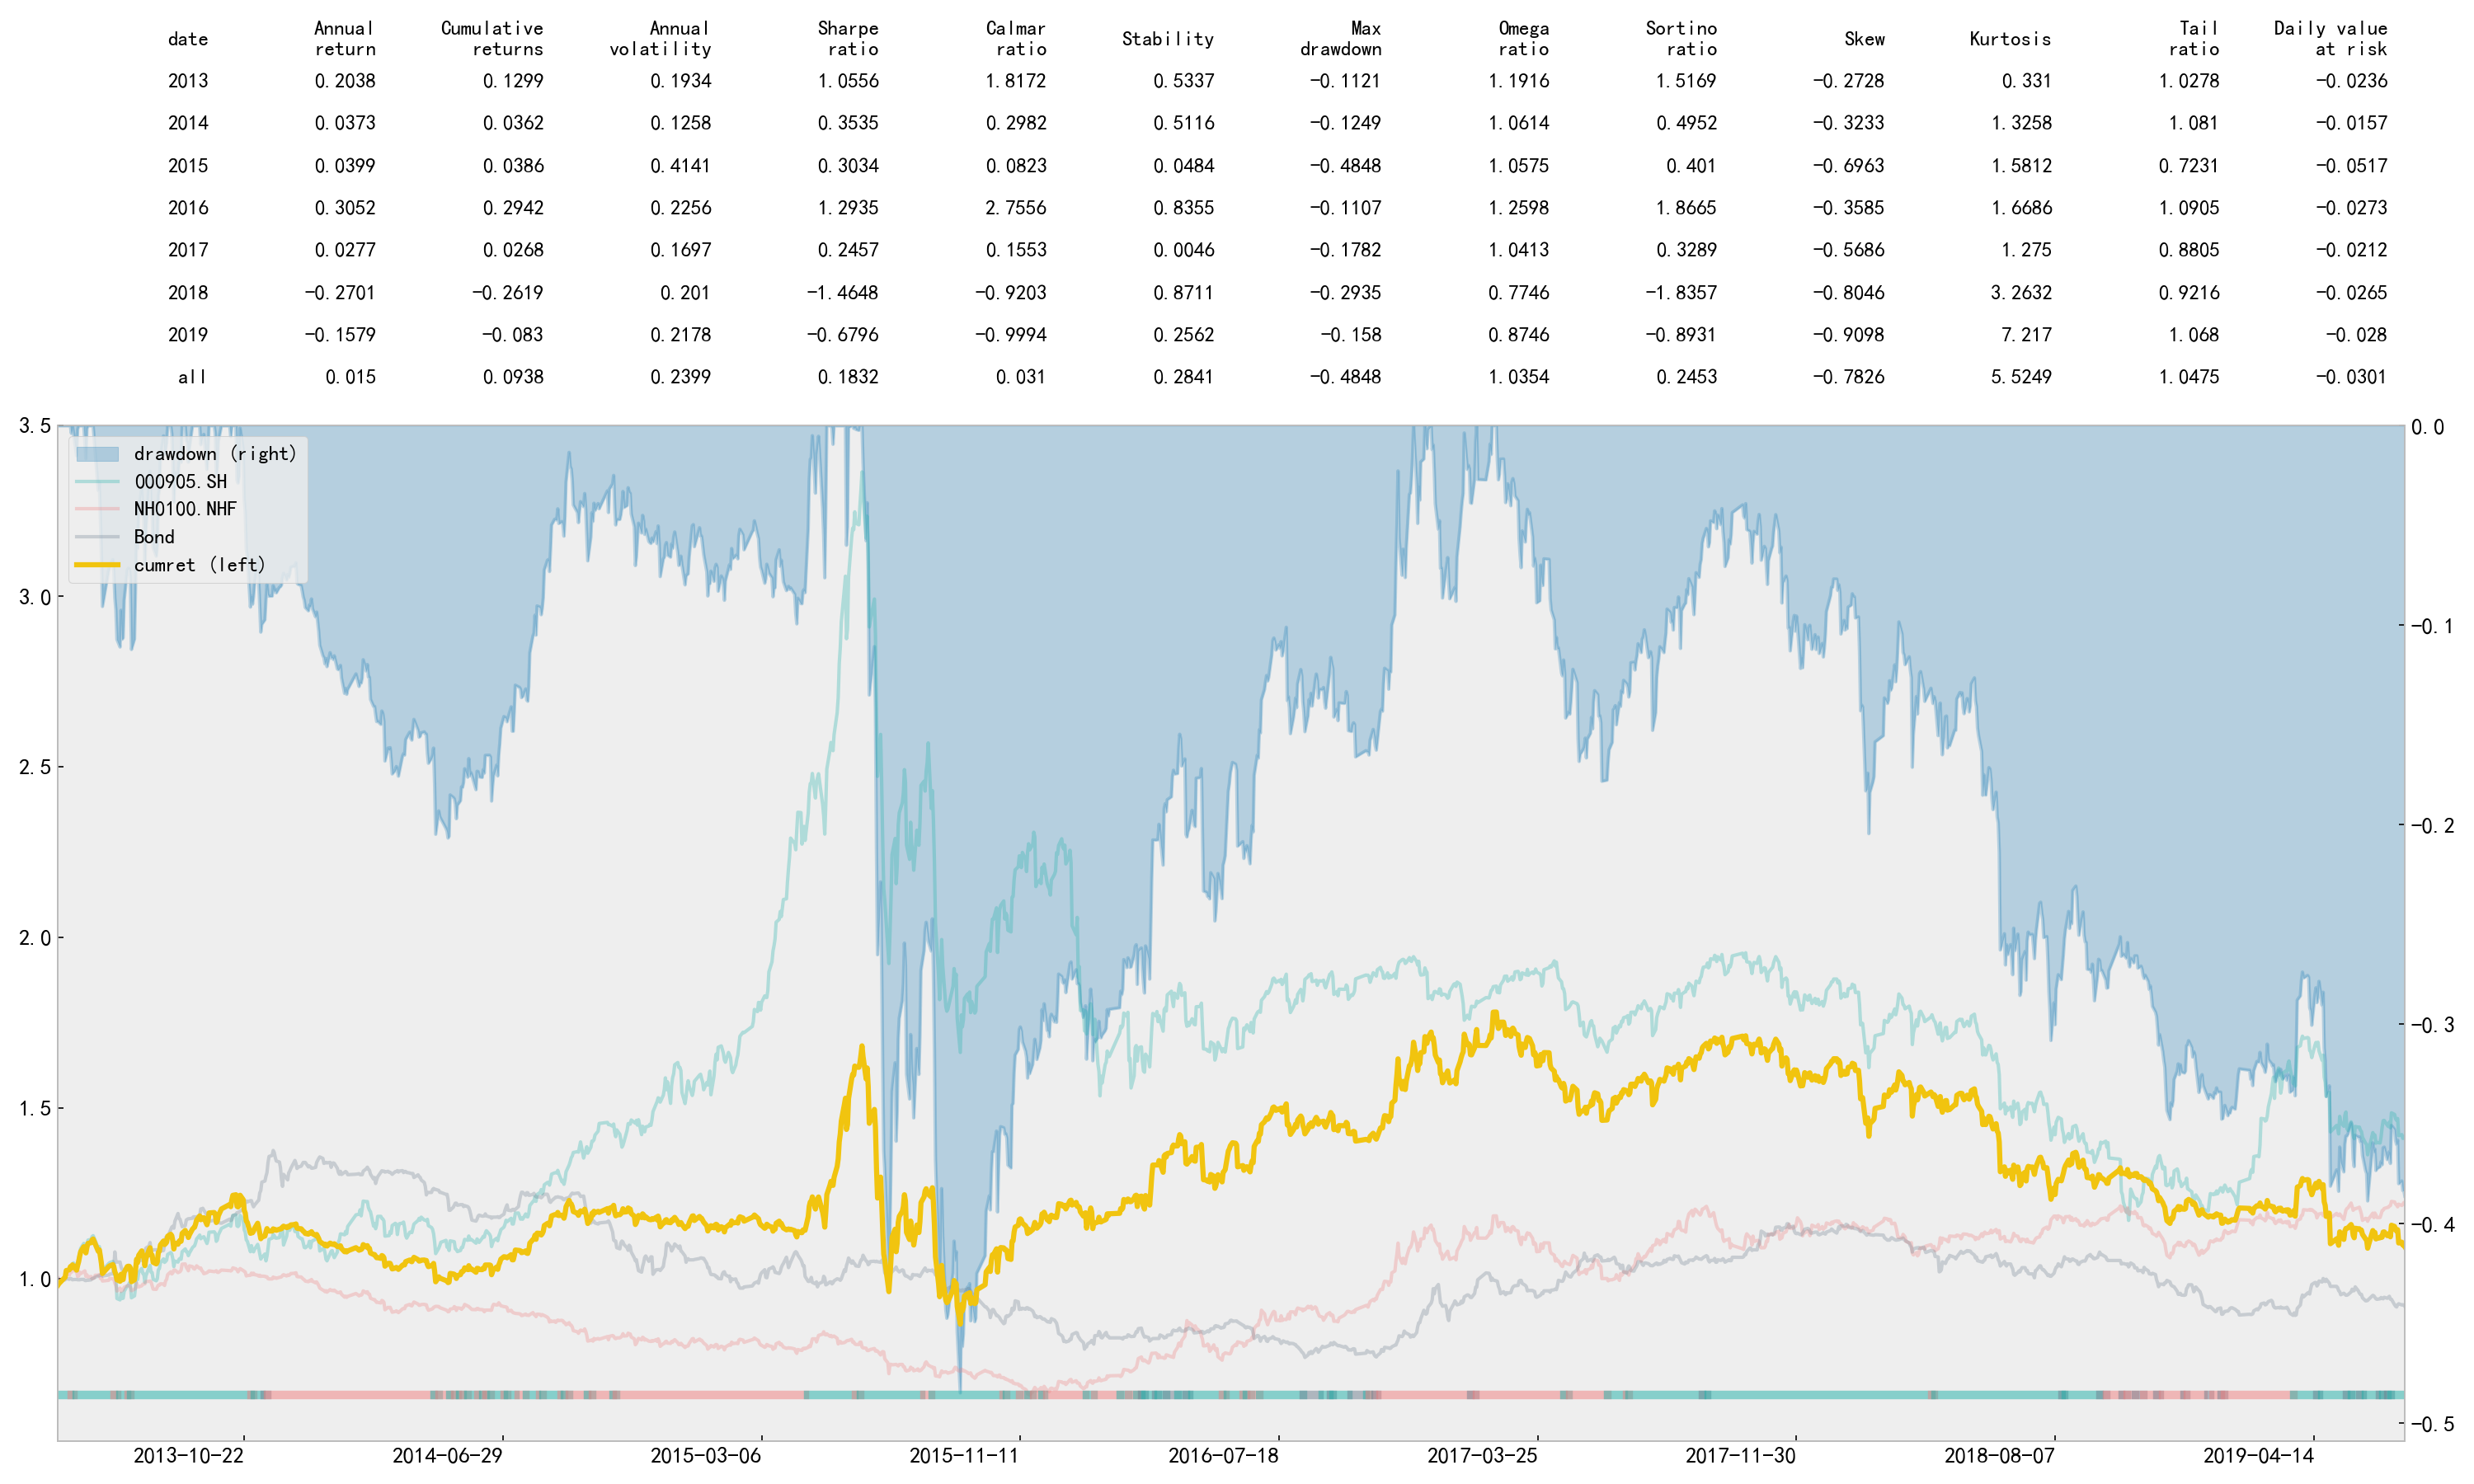 date Annual return Cumulative returns Annual volatility Sharpe ratio Calmar ratio Stability Max drawdown Omega ratio Sortino ratio Skew Kurtosis Tail ratio Daily value at risk
2013 0.2038 0.1299 0.1934 1.0556 1.8172 0.5337 −0.1121 1.1916 1.5169 −0.2728 0.331 1.0278 −0.0236
2014 0.0373 0.0362 0.1258 0.3535 0.2982 0.5116 −0.1249 1.0614 0.4952 −0.3233 1.3258 1.081 −0.0157
2015 0.0399 0.0386 0.4141 0.3034 0.0823 0.0484 −0.4848 1.0575 0.401 −0.6963 1.5812 0.7231 −0.0517
2016 0.3052 0.2942 0.2256 1.2935 2.7556 0.8355 −0.1107 1.2598 1.8665 −0.3585 1.6686 1.0905 −0.0273
2017 0.0277 0.0268 0.1697 0.2457 0.1553 0.0046 −0.1782 1.0413 0.3289 −0.5686 1.275 0.8805 −0.0212
2018 −0.2701 −0.2619 0.201 −1.4648 −0.9203 0.8711 −0.2935 0.7746 −1.8357 −0.8046 3.2632 0.9216 −0.0265
2019 −0.1579 −0.083 0.2178 −0.6796 −0.9994 0.2562 −0.158 0.8746 −0.8931 −0.9098 7.217 1.068 −0.028
all 0.015 0.0938 0.2399 0.1832 0.031 0.2841 −0.4848 1.0354 0.2453 −0.7826 5.5249 1.0475 −0.0301
3.5
3.0
2.5
2.0
1.5
1.0
drawdown (right)
000905.SH
NH0100.NHF
Bond
cumret (left)
0.0
−0.1
−0.2
−0.3
−0.4
−0.5
2013-10-22 2014-06-29 2015-03-06 2015-11-11 2016-07-18 2017-03-25 2017-11-30 2018-08-07 2019-04-14